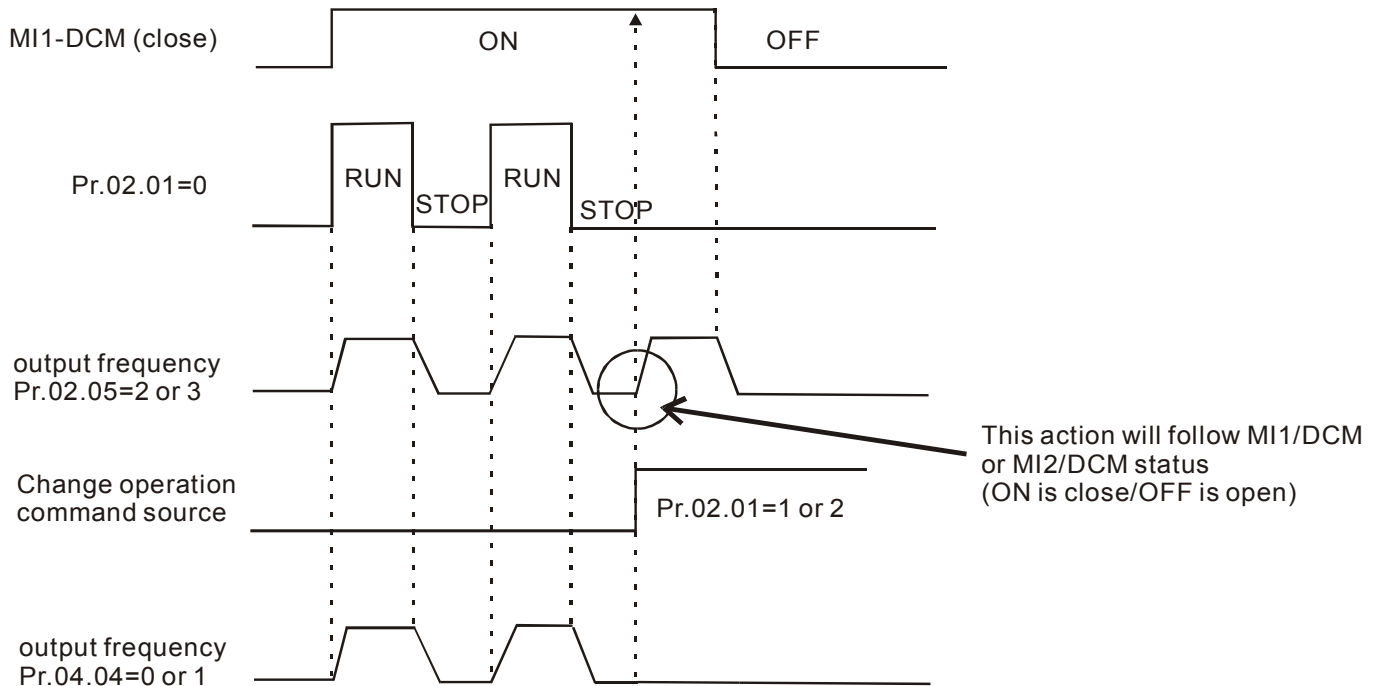 MI1-DCM (close)
ON
OFF
Pr.02.01=0
RUN
STOP
RUN
STOP
output frequency
Pr.02.05=2 or 3
This action will follow MI1/DCM
or MI2/DCM status
(ON is close/OFF is open)
Change operation
command source
Pr.02.01=1 or 2
output frequency
Pr.04.04=0 or 1